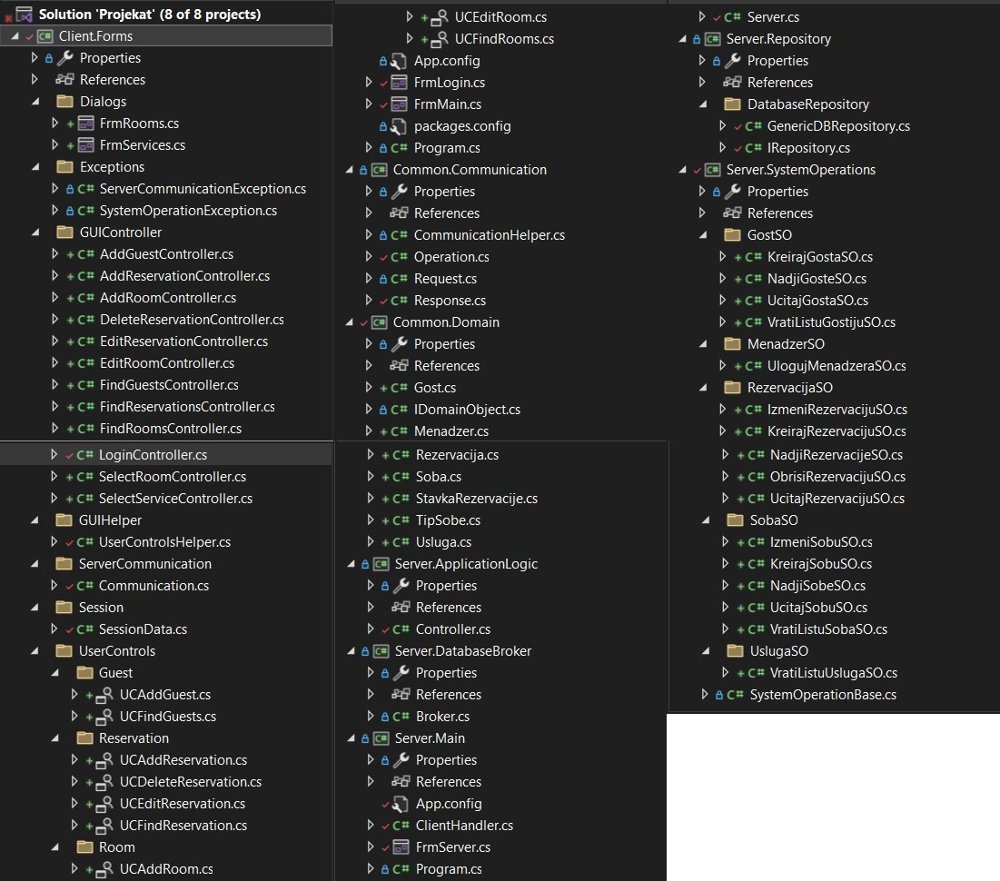 Solution 'Projekat' (8 of 8 projects)
Client.Forms
Properties
References
Dialogs
FrmRooms.cs
FrmServices.cs
Exceptions
ServerCommunicationException.cs
SystemOperationException.cs
GUIController
AddGuestController.cs
AddReservationController.cs
AddRoomController.cs
DeleteReservationController.cs
EditReservationController.cs
EditRoomController.cs
FindGuestsController.cs
FindReservationsController.cs
FindRoomsController.cs
LoginController.cs
SelectRoomController.cs
SelectServiceController.cs
GUIHelper
UserControlsHelper.cs
ServerCommunication
Communication.cs
Session
SessionData.cs
UserControls
Guest
UCAddGuest.cs
UCFindGuests.cs
Reservation
UCAddReservation.cs
UCDeleteReservation.cs
UCEditReservation.cs
UCFindReservation.cs
Room
UCAddRoom.cs
UCEditRoom.cs
UCFindRooms.cs
App.config
FrmLogin.cs
FrmMain.cs
packages.config
Program.cs
Common.Communication
Properties
References
CommunicationHelper.cs
Operation.cs
Request.cs
Response.cs
Common.Domain
Properties
References
Gost.cs
IDomainObject.cs
Menadzer.cs
Rezervacija.cs
Soba.cs
StavkaRezervacije.cs
TipSobe.cs
Usluga.cs
Server.ApplicationLogic
Properties
References
Controller.cs
Server.DatabaseBroker
Properties
References
Broker.cs
Server.Main
Properties
References
App.config
ClientHandler.cs
FrmServer.cs
Program.cs
Server.cs
Server.Repository
Properties
References
DatabaseRepository
GenericDBRepository.cs
IRepository.cs
Server.SystemOperations
Properties
References
GostSO
KreirajGostaSO.cs
NadjiGosteSO.cs
UcitajGostaSO.cs
VratiListuGostijuSO.cs
MenadzerSO
UlogujMenadzeraSO.cs
RezervacijaSO
IzmeniRezervacijuSO.cs
KreirajRezervacijuSO.cs
NadjiRezervacijeSO.cs
ObrisiRezervacijuSO.cs
UcitajRezervacijuSO.cs
SobaSO
IzmeniSobuSO.cs
KreirajSobuSO.cs
NadjiSobeSO.cs
UcitajSobuSO.cs
VratiListuSobaSO.cs
UslugaSO
VratiListuUslugaSO.cs
SystemOperationBase.cs